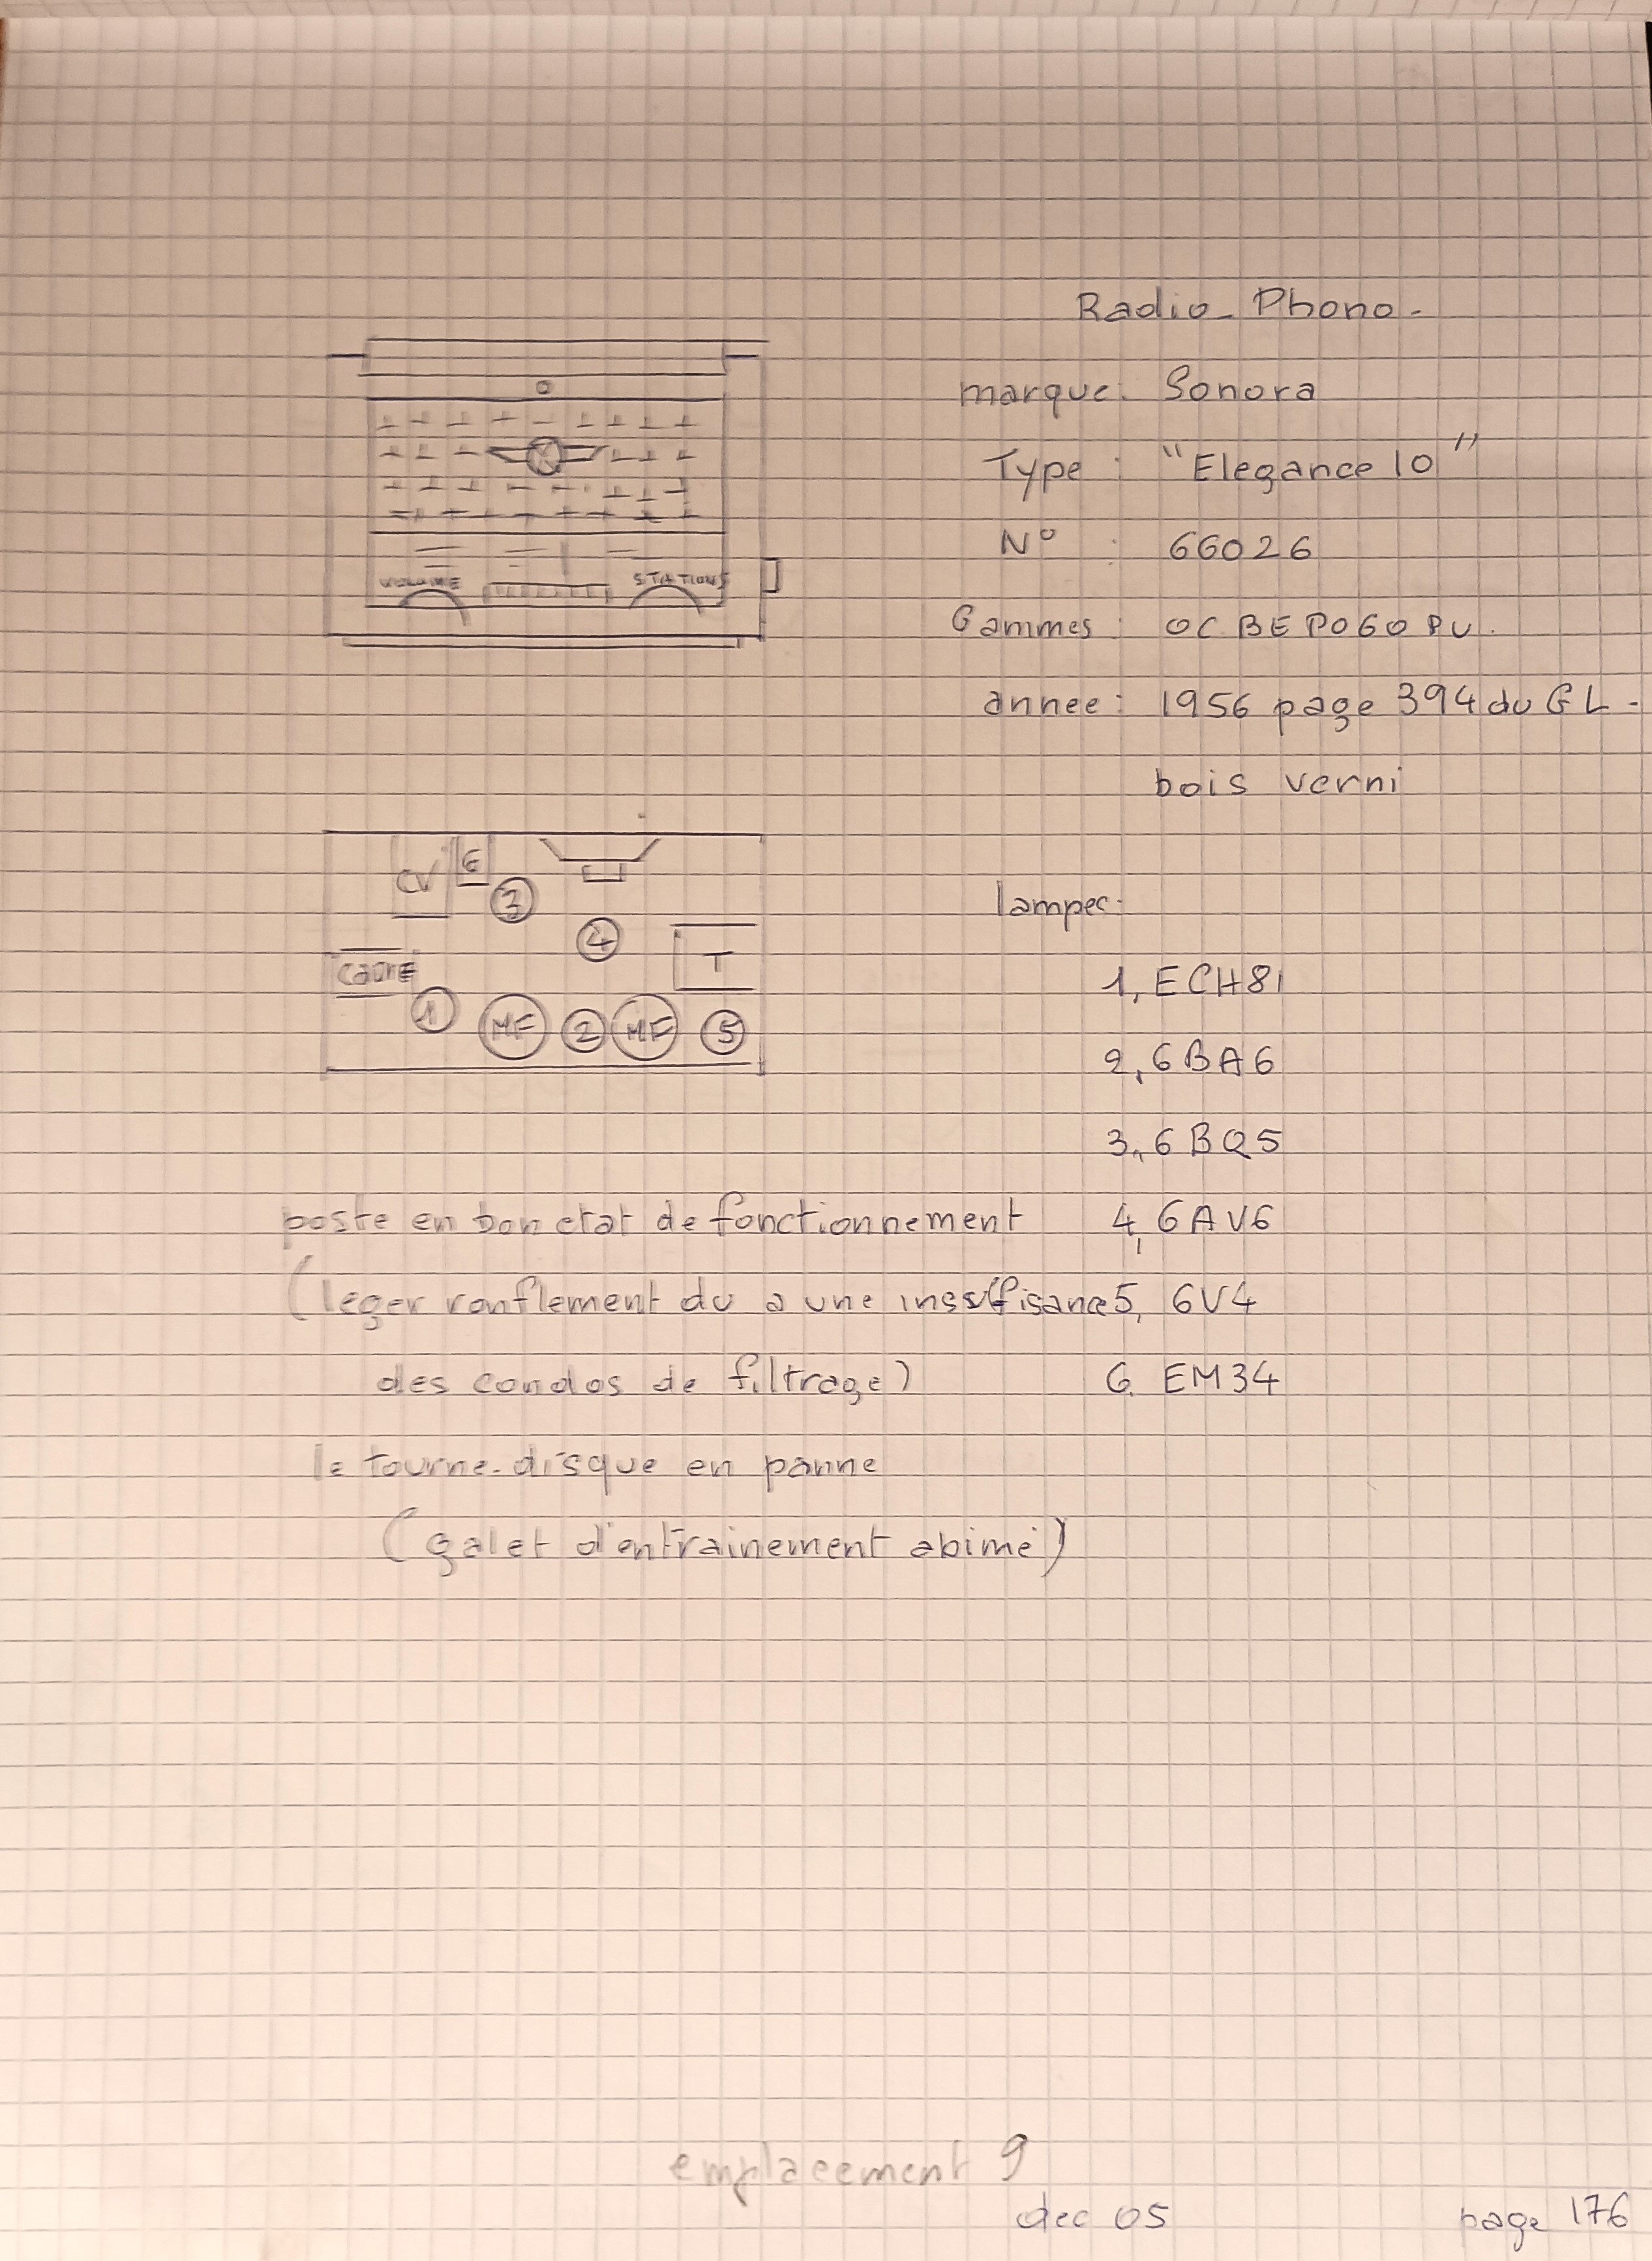 Radio_Phono.
marque: Sonora
Type : "Elegance 10"
N° : 66026
Gammes : OC BE PO GO PU.
annee: 1956 page 394 du GL.
bois verni
VOLUME STATIONS
CV 6
3
4
T
CADRE
1 MF 2 MF 5
lampes:
1, ECH81
2, 6BA6
3, 6BQ5
4, 6AV6
5, 6V4
6. EM34
poste en bon etat de fonctionnement
(leger ronflement du a une inssufisance
des condos de filtrage)
le tourne-disque en panne
(galet d'entrainement abimé)
emplacement 9
dec 05
page 176